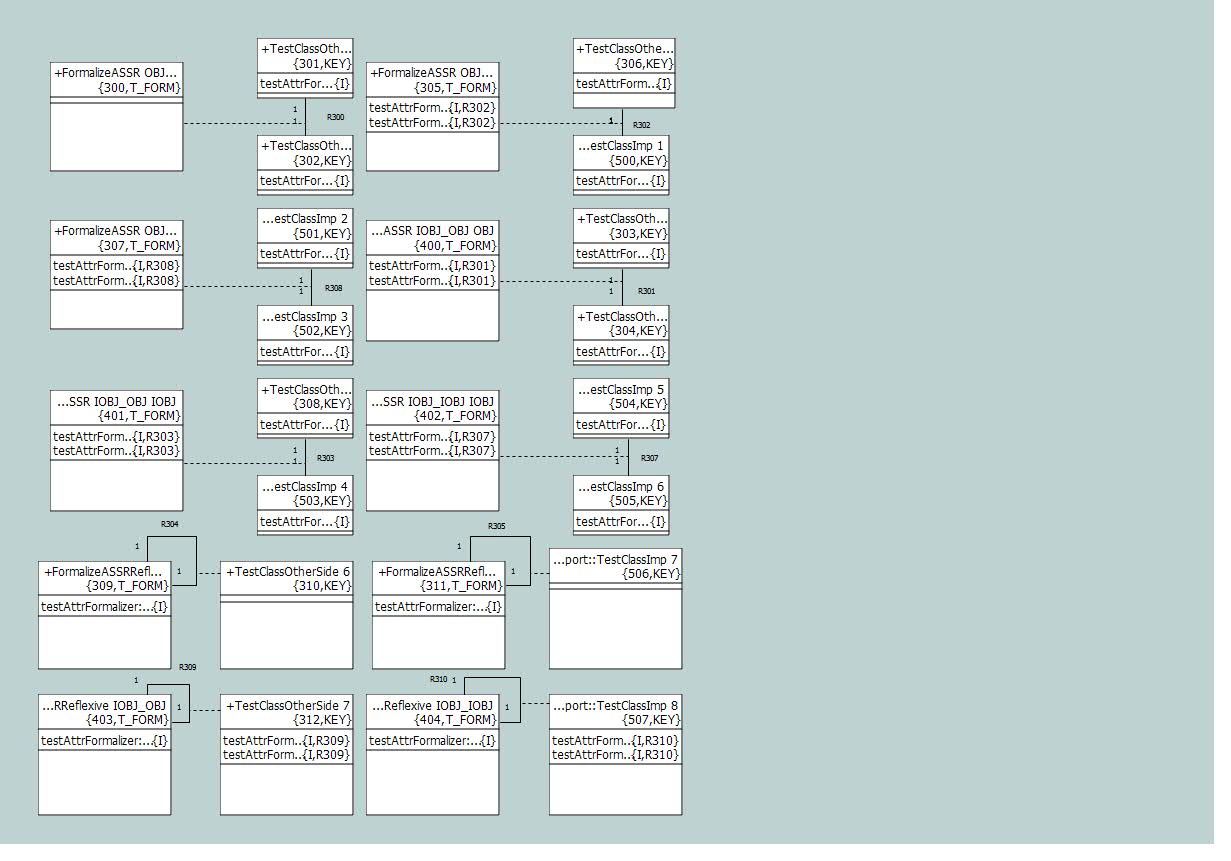 +FormalizeASSR OBJ...
{300,T_FORM}
+TestClassOth...
{301,KEY}
testAttrFor...{I}
1
1
R300
+TestClassOth...
{302,KEY}
testAttrFor...{I}
+FormalizeASSR OBJ...
{305,T_FORM}
testAttrForm..{I,R302}
testAttrForm..{I,R302}
+TestClassOthe...
{306,KEY}
testAttrForm..{I}
1
R302
...estClassImp 1
{500,KEY}
testAttrFor...{I}
+FormalizeASSR OBJ...
{307,T_FORM}
testAttrForm..{I,R308}
testAttrForm..{I,R308}
...estClassImp 2
{501,KEY}
testAttrFor...{I}
1
1
R308
...estClassImp 3
{502,KEY}
testAttrFor...{I}
...ASSR IOBJ_OBJ OBJ
{400,T_FORM}
testAttrForm..{I,R301}
testAttrForm..{I,R301}
+TestClassOth...
{303,KEY}
testAttrFor...{I}
1
1
R301
+TestClassOth...
{304,KEY}
testAttrFor...{I}
...SSR IOBJ_OBJ IOBJ
{401,T_FORM}
testAttrForm..{I,R303}
testAttrForm..{I,R303}
+TestClassOth...
{308,KEY}
testAttrFor...{I}
1
1
R303
...estClassImp 4
{503,KEY}
testAttrFor...{I}
...SSR IOBJ_IOBJ IOBJ
{402,T_FORM}
testAttrForm..{I,R307}
testAttrForm..{I,R307}
...estClassImp 5
{504,KEY}
testAttrFor...{I}
1
1
R307
...estClassImp 6
{505,KEY}
testAttrFor...{I}
R304
1
1
+FormalizeASSRRefl...
{309,T_FORM}
testAttrFormalizer:...{I}
+TestClassOtherSide 6
{310,KEY}
R305
1
1
+FormalizeASSRRefl...
{311,T_FORM}
testAttrFormalizer:...{I}
...port::TestClassImp 7
{506,KEY}
R309
1
1
...RReflexive IOBJ_OBJ
{403,T_FORM}
testAttrFormalizer:...{I}
+TestClassOtherSide 7
{312,KEY}
testAttrForm..{I,R309}
testAttrForm..{I,R309}
R310 1
1
...Reflexive IOBJ_IOBJ
{404,T_FORM}
testAttrFormalizer:...{I}
...port::TestClassImp 8
{507,KEY}
testAttrForm..{I,R310}
testAttrForm..{I,R310}